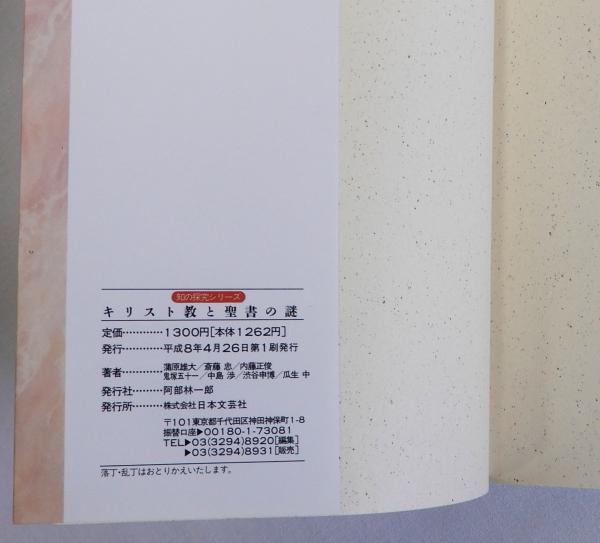 知の探究シリーズ
キリスト教と聖書の謎
定価…………1300円[本体1262円]
発行…………平成8年4月26日第1刷発行
著者………蒲原雄大／斎藤 忠／内藤正俊
鬼塚五十一／中島 渉／渋谷申博／瓜生 中
発行社………阿部林一郎
発行所………株式会社日本文芸社
〒101東京都千代田区神田神保町1-8
振替口座▶00180-1-73081
TEL▶03(3294)8920[編集]
▶03(3294)8931[販売]
落丁・乱丁はおとりかえいたします。